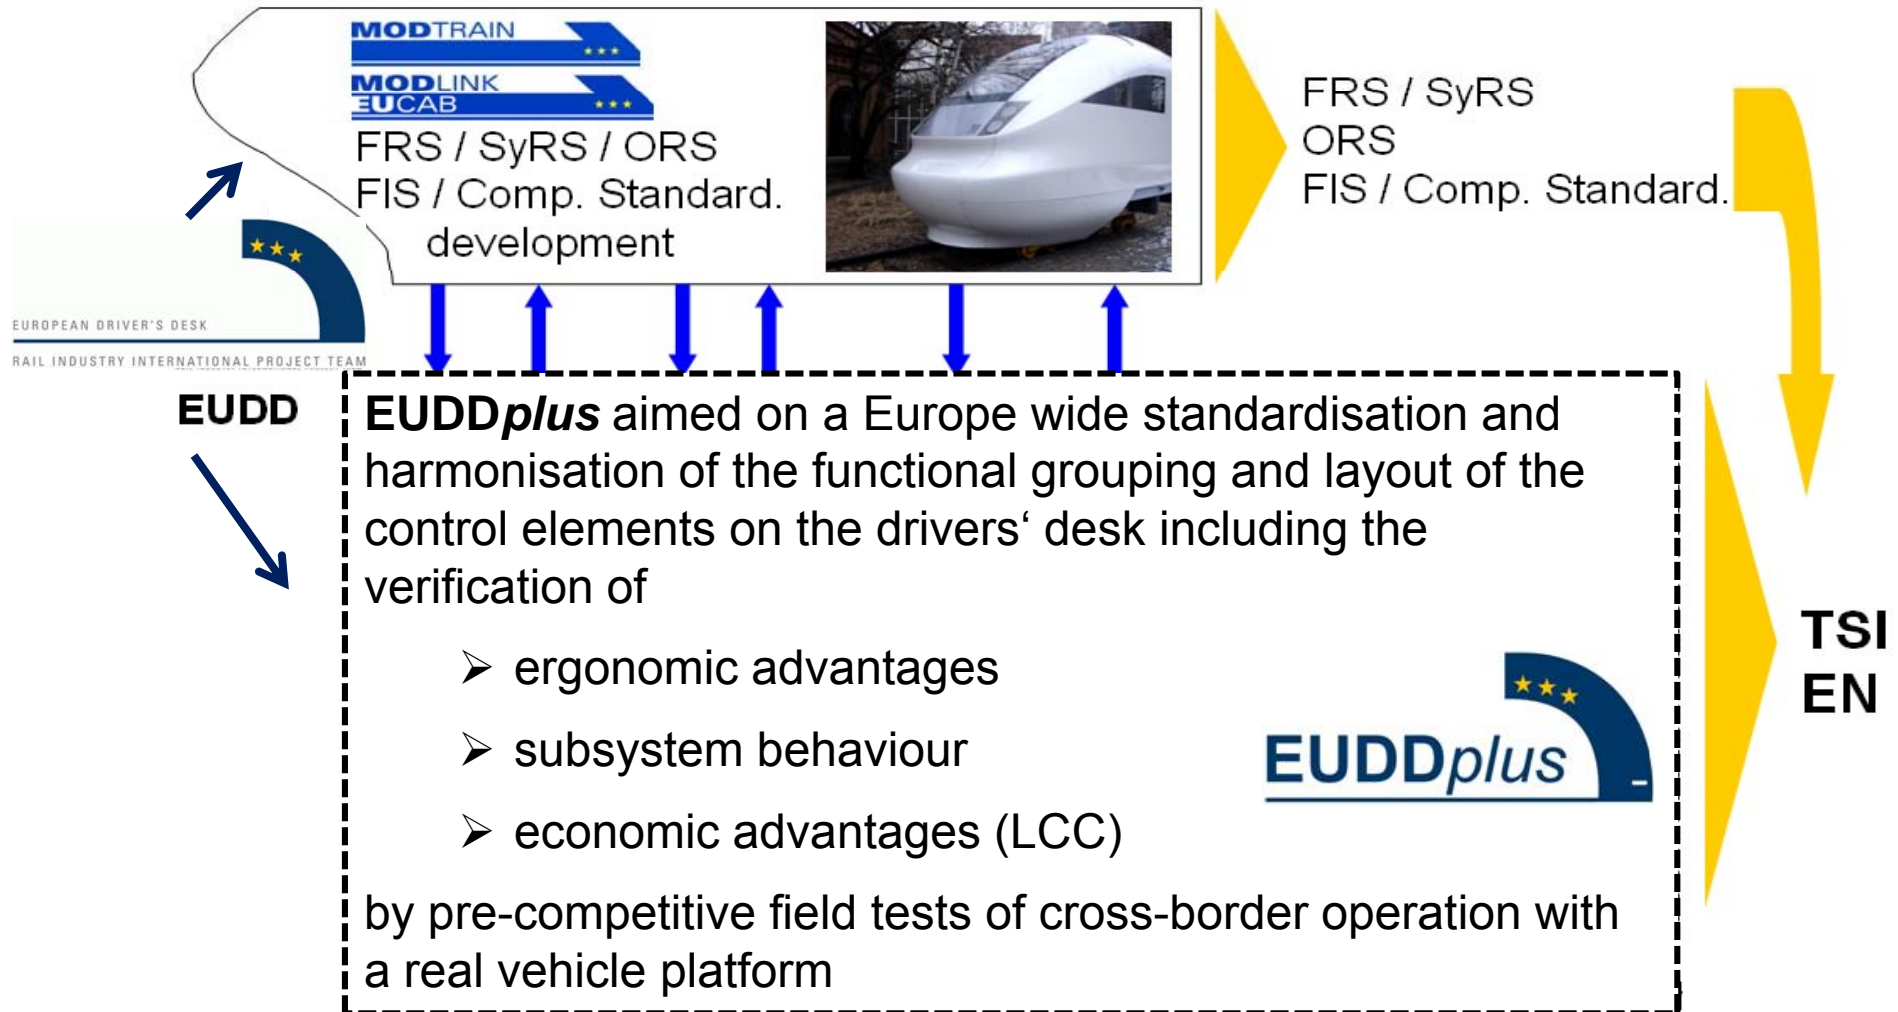 MODTRAIN
MODLINK
EUCAB
FRS / SyRS / ORS
FIS / Comp. Standard.
development
FRS / SyRS
ORS
FIS / Comp. Standard.
EUROPEAN DRIVER'S DESK
RAIL INDUSTRY INTERNATIONAL PROJECT TEAM
EUDD
EUDDplus aimed on a Europe wide standardisation and
harmonisation of the functional grouping and layout of the
control elements on the drivers‘ desk including the
verification of
➢ ergonomic advantages
➢ subsystem behaviour
➢ economic advantages (LCC)
by pre-competitive field tests of cross-border operation with
a real vehicle platform
EUDDplus
TSI
EN